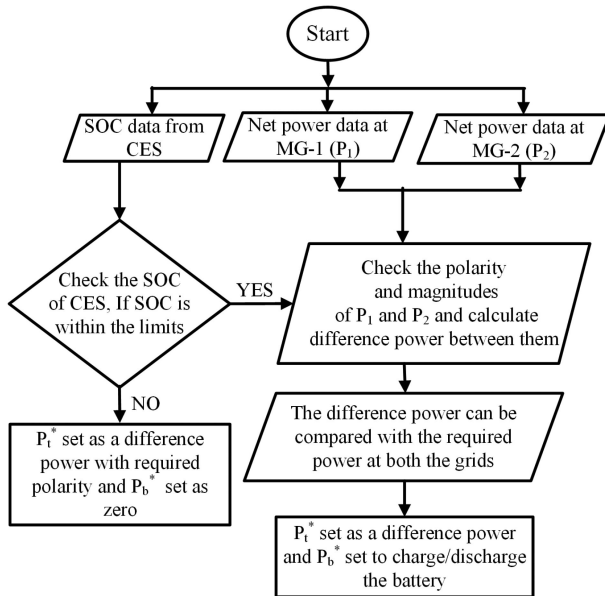 Start
SOC data from
CES
Net power data at
MG-1 (P₁)
Net power data at
MG-2 (P₂)
Check the SOC
of CES, If SOC is
within the limits
YES
Check the polarity
and magnitudes
of P₁ and P₂ and calculate
difference power between them
NO
Pₜ* set as a difference
power with required
polarity and P_b* set as
zero
The difference power can be
compared with the required
power at both the grids
Pₜ* set as a difference power
and P_b* set to charge/discharge
the battery